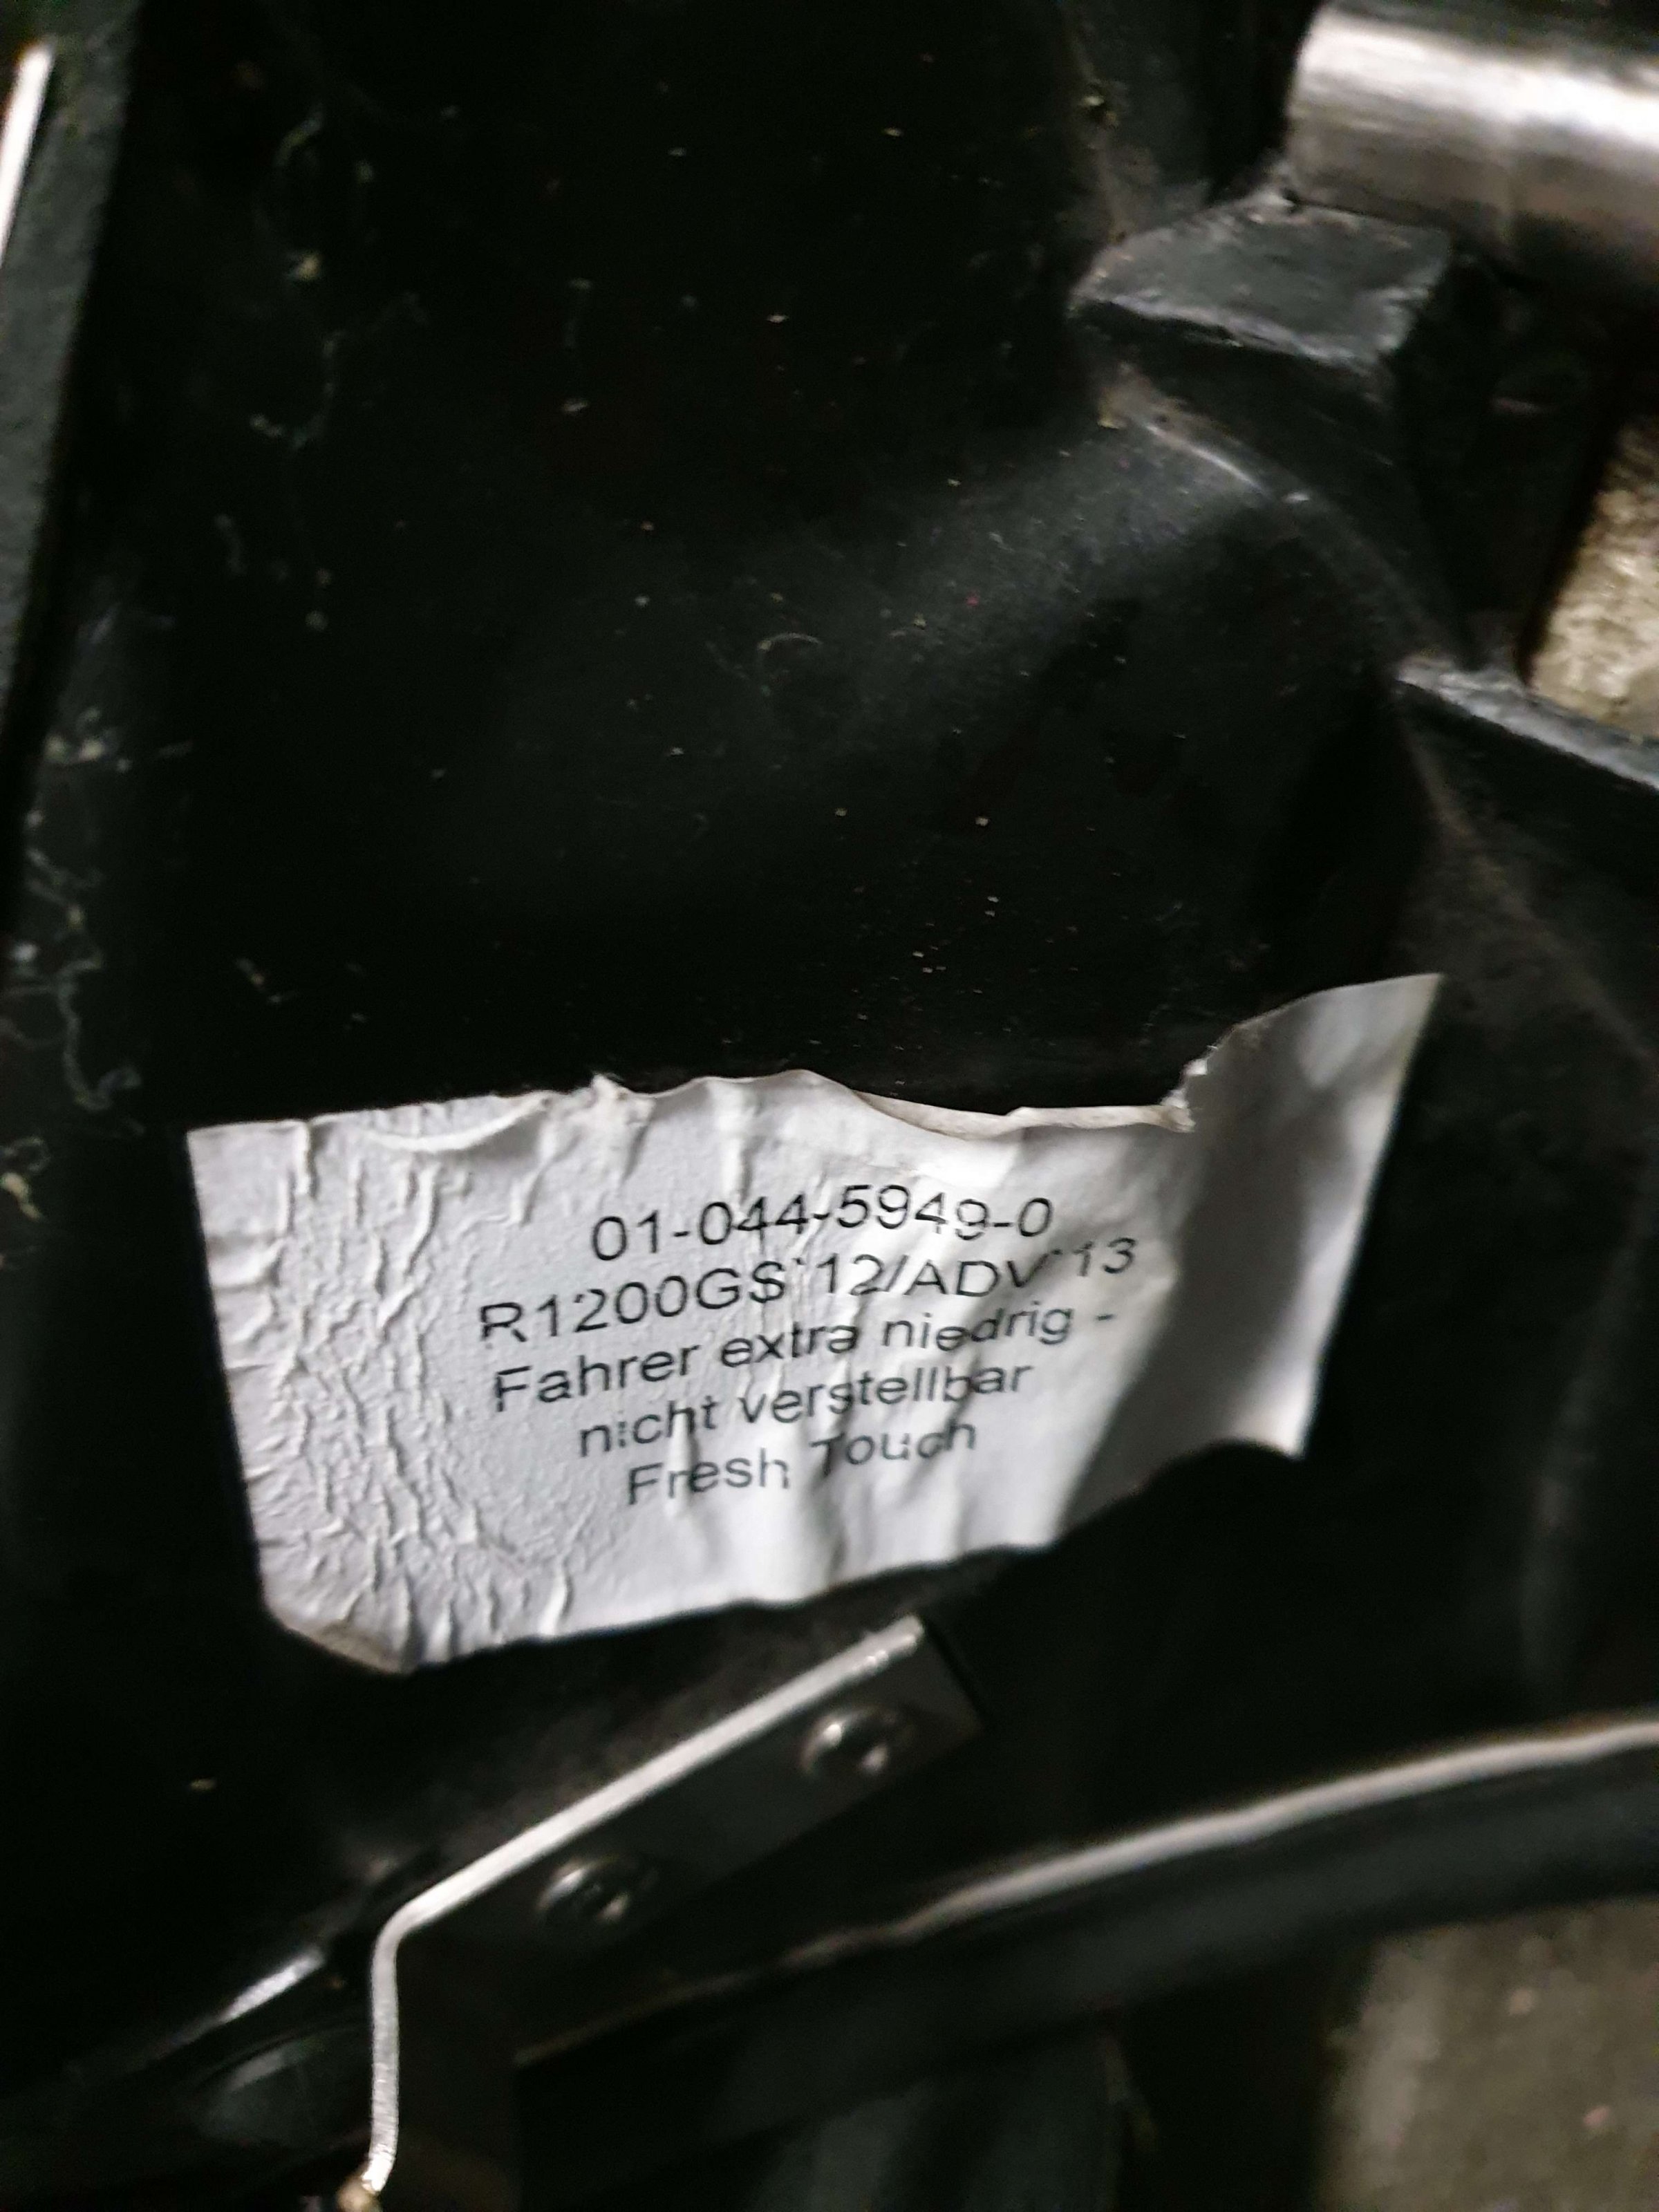 01-044-5949-0
R1200GS`12/ADV`13
Fahrer extra niedrig -
nicht verstellbar
Fresh Touch